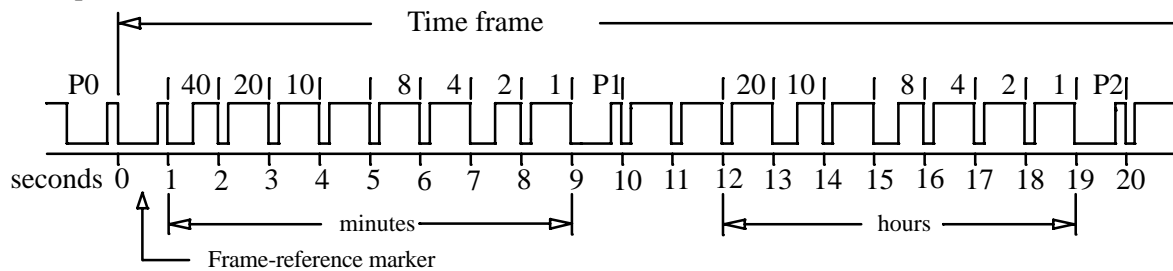 Time frame
P0 40 20 10 8 4 2 1 P1 20 10 8 4 2 1 P2
seconds 0 1 2 3 4 5 6 7 8 9 10 11 12 13 14 15 16 17 18 19 20
minutes hours
Frame-reference marker